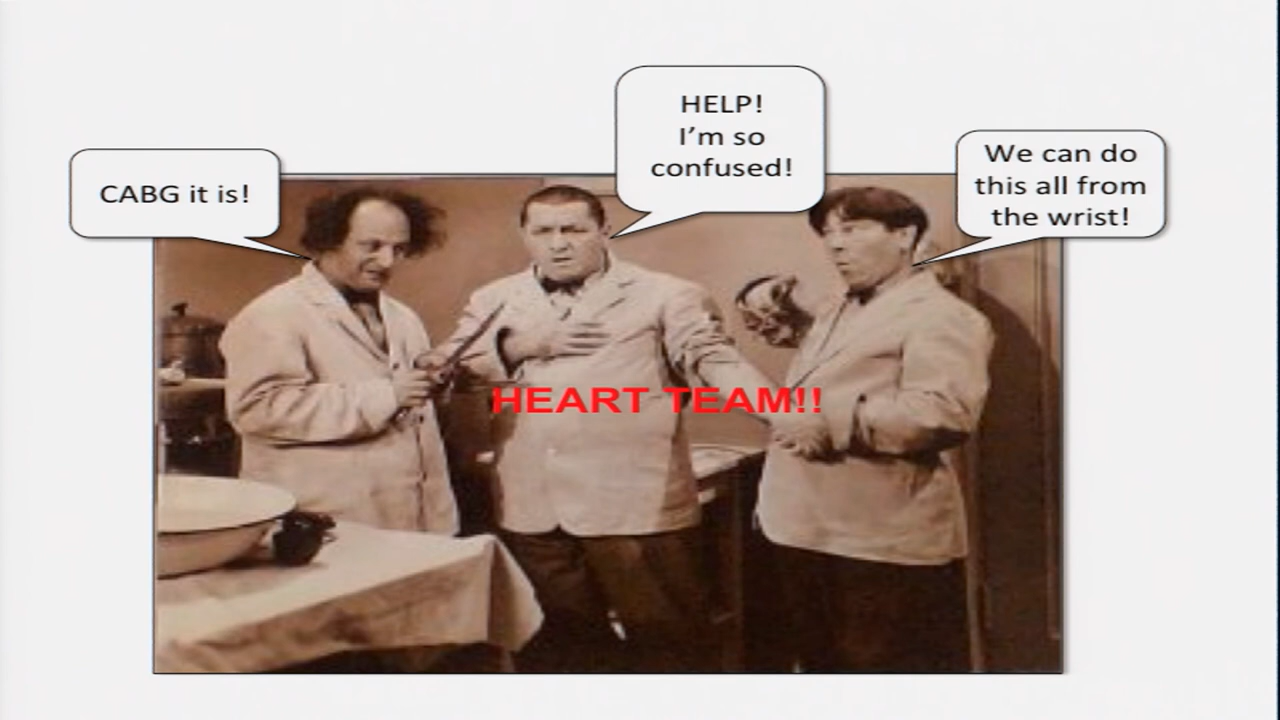 CABG it is!
HELP!
I'm so
confused!
We can do
this all from
the wrist!
HEART TEAM!!